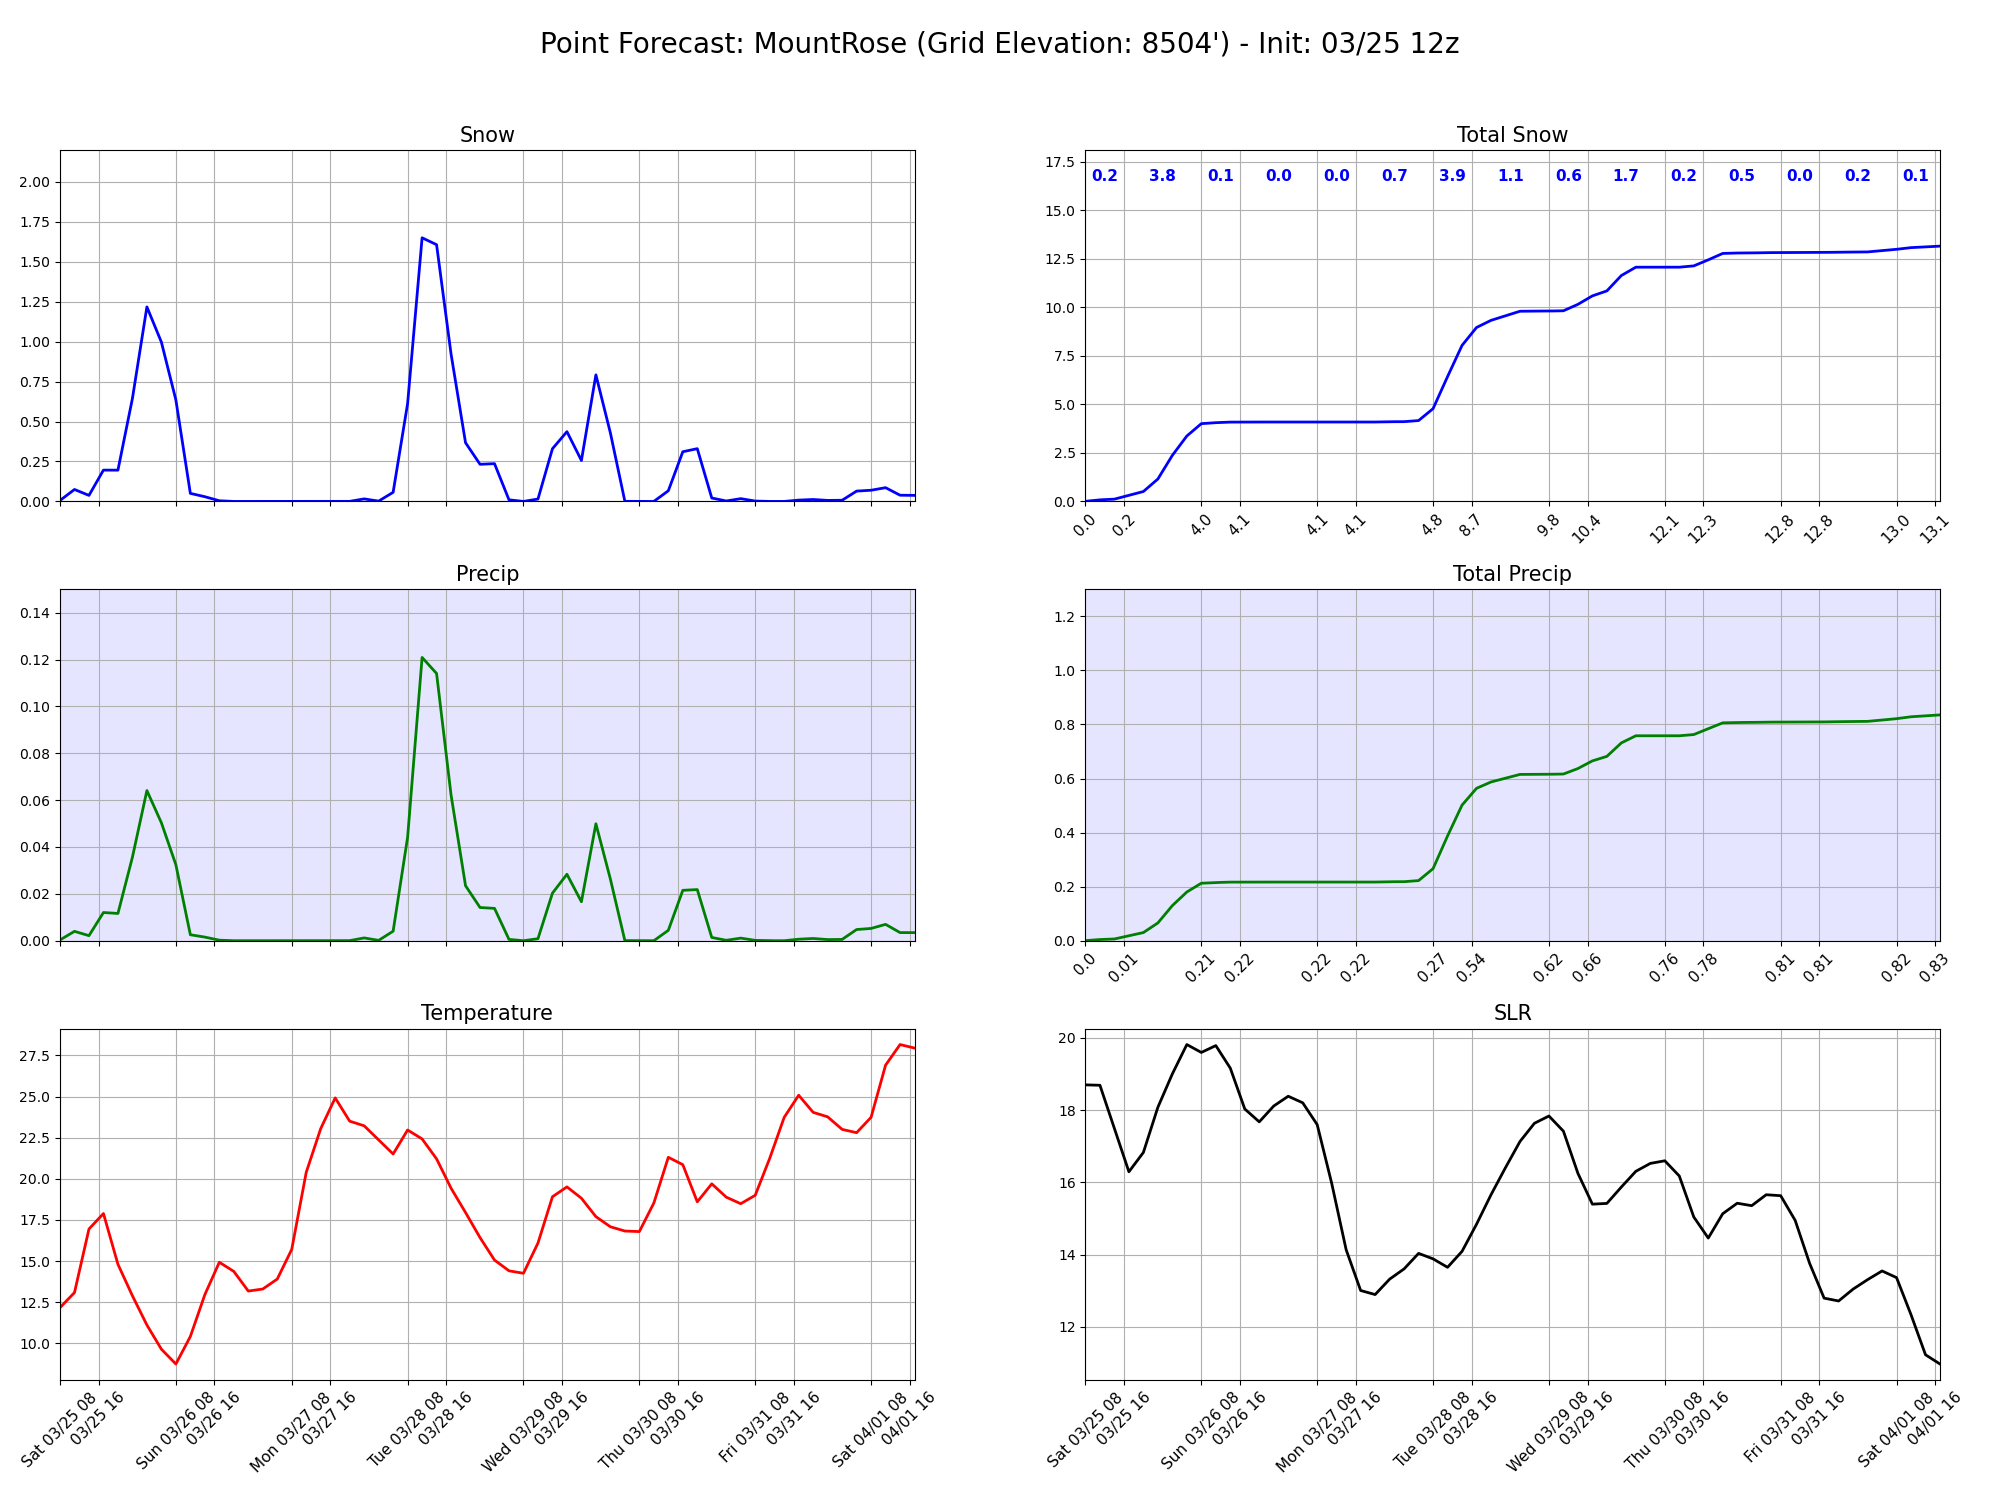 Point Forecast: MountRose (Grid Elevation: 8504') - Init: 03/25 12z
Snow
2.00
1.75
1.50
1.25
1.00
0.75
0.50
0.25
0.00
Total Snow
17.5
15.0
12.5
10.0
7.5
5.0
2.5
0.0
0.2 3.8 0.1 0.0 0.0 0.7 3.9 1.1 0.6 1.7 0.2 0.5 0.0 0.2 0.1
0.0 0.2 4.0 4.1 4.1 4.1 4.8 8.7 9.8 10.4 12.1 12.3 12.8 12.8 13.0 13.1
Precip
0.14
0.12
0.10
0.08
0.06
0.04
0.02
0.00
Total Precip
1.2
1.0
0.8
0.6
0.4
0.2
0.0
0.0 0.01 0.21 0.22 0.22 0.22 0.27 0.54 0.62 0.66 0.76 0.78 0.81 0.81 0.82 0.83
Temperature
27.5
25.0
22.5
20.0
17.5
15.0
12.5
10.0
Sat 03/25 08
03/25 16
Sun 03/26 08
03/26 16
Mon 03/27 08
03/27 16
Tue 03/28 08
03/28 16
Wed 03/29 08
03/29 16
Thu 03/30 08
03/30 16
Fri 03/31 08
03/31 16
Sat 04/01 08
04/01 16
SLR
20
18
16
14
12
Sat 03/25 08
03/25 16
Sun 03/26 08
03/26 16
Mon 03/27 08
03/27 16
Tue 03/28 08
03/28 16
Wed 03/29 08
03/29 16
Thu 03/30 08
03/30 16
Fri 03/31 08
03/31 16
Sat 04/01 08
04/01 16